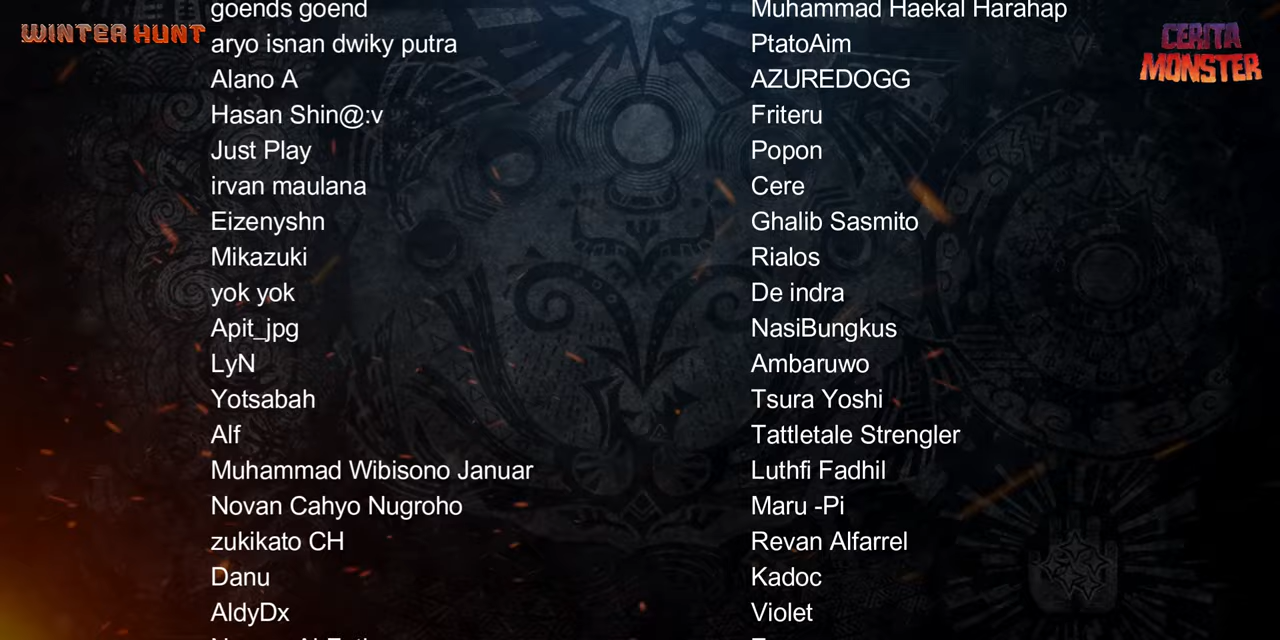 WINTER HUNT
CERITA
MONSTER
goends goend
aryo isnan dwiky putra
Alano A
Hasan Shin@:v
Just Play
irvan maulana
Eizenyshn
Mikazuki
yok yok
Apit_jpg
LyN
Yotsabah
Alf
Muhammad Wibisono Januar
Novan Cahyo Nugroho
zukikato CH
Danu
AldyDx
Muhammad Haekal Harahap
PtatoAim
AZUREDOGG
Friteru
Popon
Cere
Ghalib Sasmito
Rialos
De indra
NasiBungkus
Ambaruwo
Tsura Yoshi
Tattletale Strengler
Luthfi Fadhil
Maru -Pi
Revan Alfarrel
Kadoc
Violet